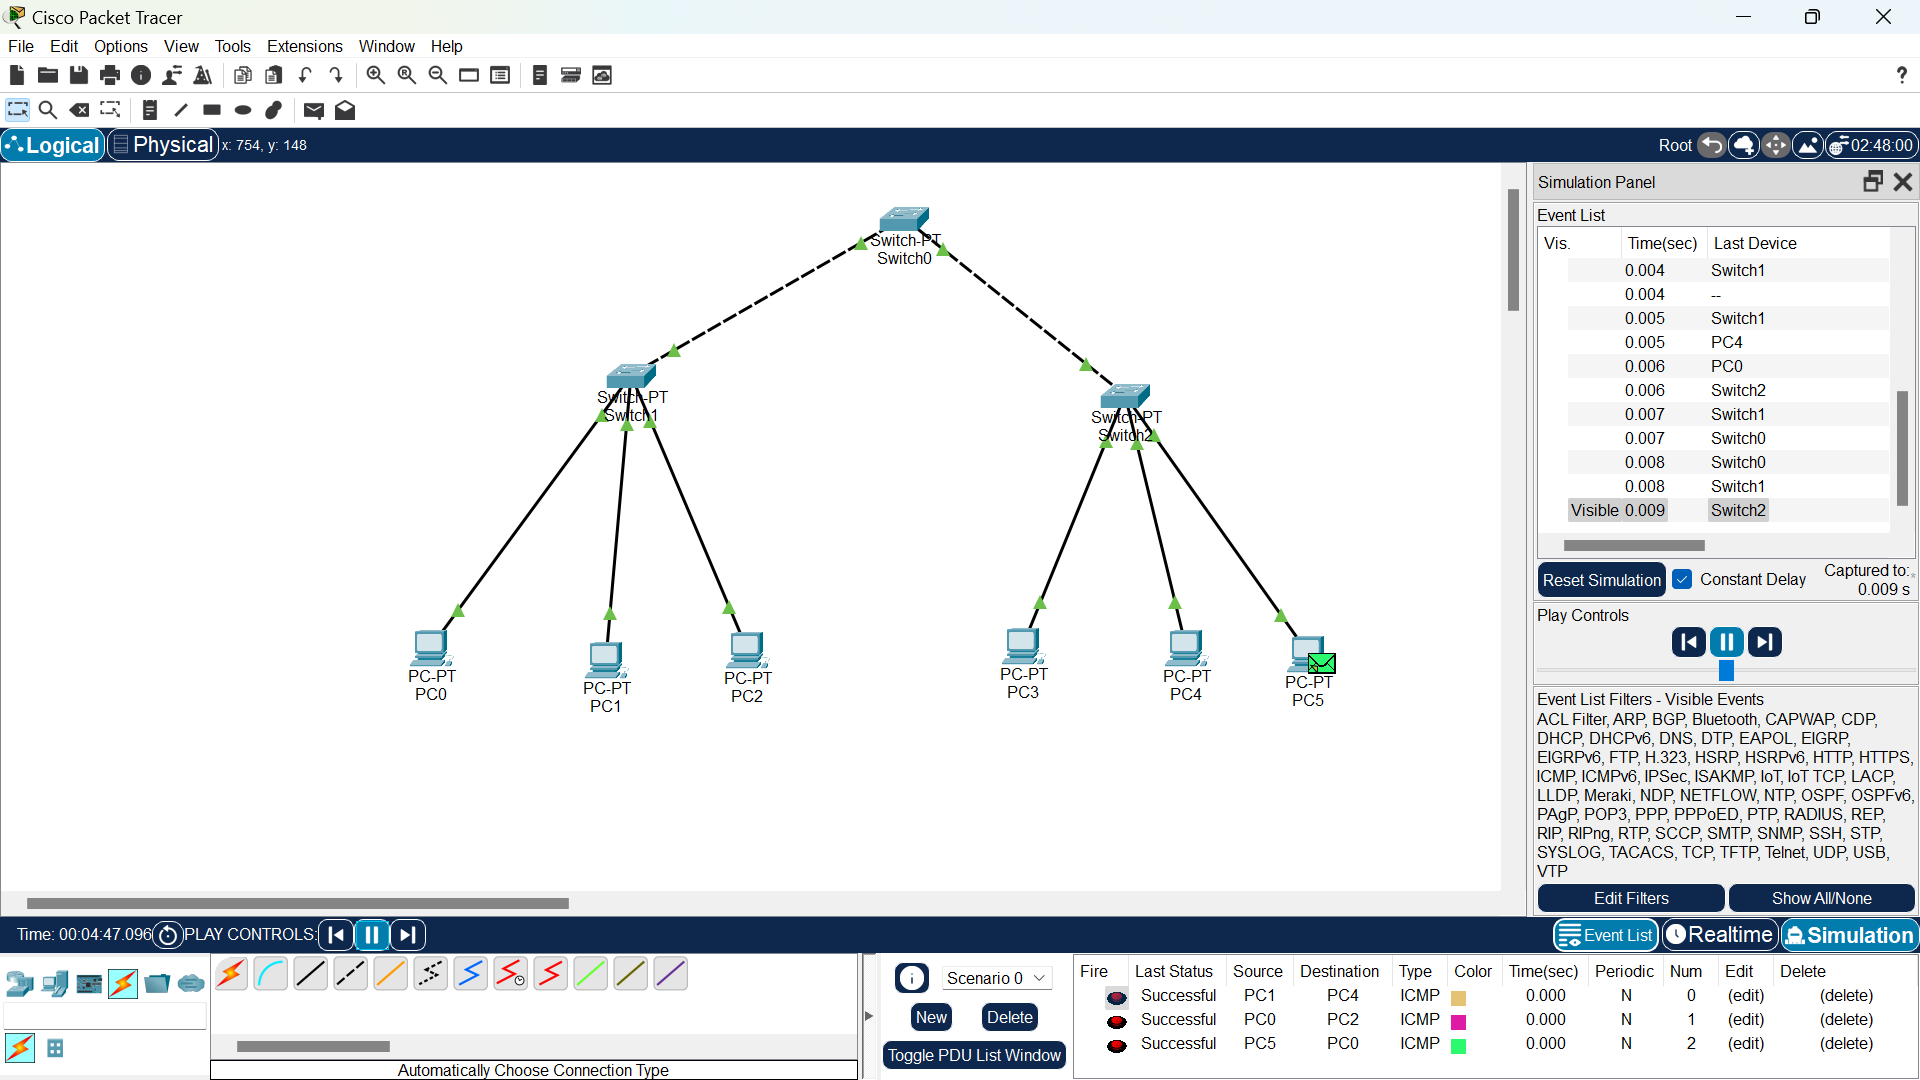 Cisco Packet Tracer
File Edit Options View Tools Extensions Window Help
?
Logical Physical x: 754, y: 148 Root 02:48:00
Switch-PT
Switch0
Switch-PT
Switch1
Switch-PT
Switch2
PC-PT
PC0
PC-PT
PC1
PC-PT
PC2
PC-PT
PC3
PC-PT
PC4
PC-PT
PC5
Simulation Panel
Event List
Vis. Time(sec) Last Device
0.004 Switch1
0.004 --
0.005 Switch1
0.005 PC4
0.006 PC0
0.006 Switch2
0.007 Switch1
0.007 Switch0
0.008 Switch0
0.008 Switch1
Visible 0.009 Switch2
Reset Simulation Constant Delay Captured to:*
0.009 s
Play Controls
Event List Filters - Visible Events
ACL Filter, ARP, BGP, Bluetooth, CAPWAP, CDP,
DHCP, DHCPv6, DNS, DTP, EAPOL, EIGRP,
EIGRPv6, FTP, H.323, HSRP, HSRPv6, HTTP, HTTPS,
ICMP, ICMPv6, IPSec, ISAKMP, IoT, IoT TCP, LACP,
LLDP, Meraki, NDP, NETFLOW, NTP, OSPF, OSPFv6,
PAgP, POP3, PPP, PPPoED, PTP, RADIUS, REP,
RIP, RIPng, RTP, SCCP, SMTP, SNMP, SSH, STP,
SYSLOG, TACACS, TCP, TFTP, Telnet, UDP, USB,
VTP
Edit Filters Show All/None
Time: 00:04:47.096 PLAY CONTROLS: Event List Realtime Simulation
Automatically Choose Connection Type
Scenario 0
New Delete
Toggle PDU List Window
Fire Last Status Source Destination Type Color Time(sec) Periodic Num Edit Delete
Successful PC1 PC4 ICMP 0.000 N 0 (edit) (delete)
Successful PC0 PC2 ICMP 0.000 N 1 (edit) (delete)
Successful PC5 PC0 ICMP 0.000 N 2 (edit) (delete)